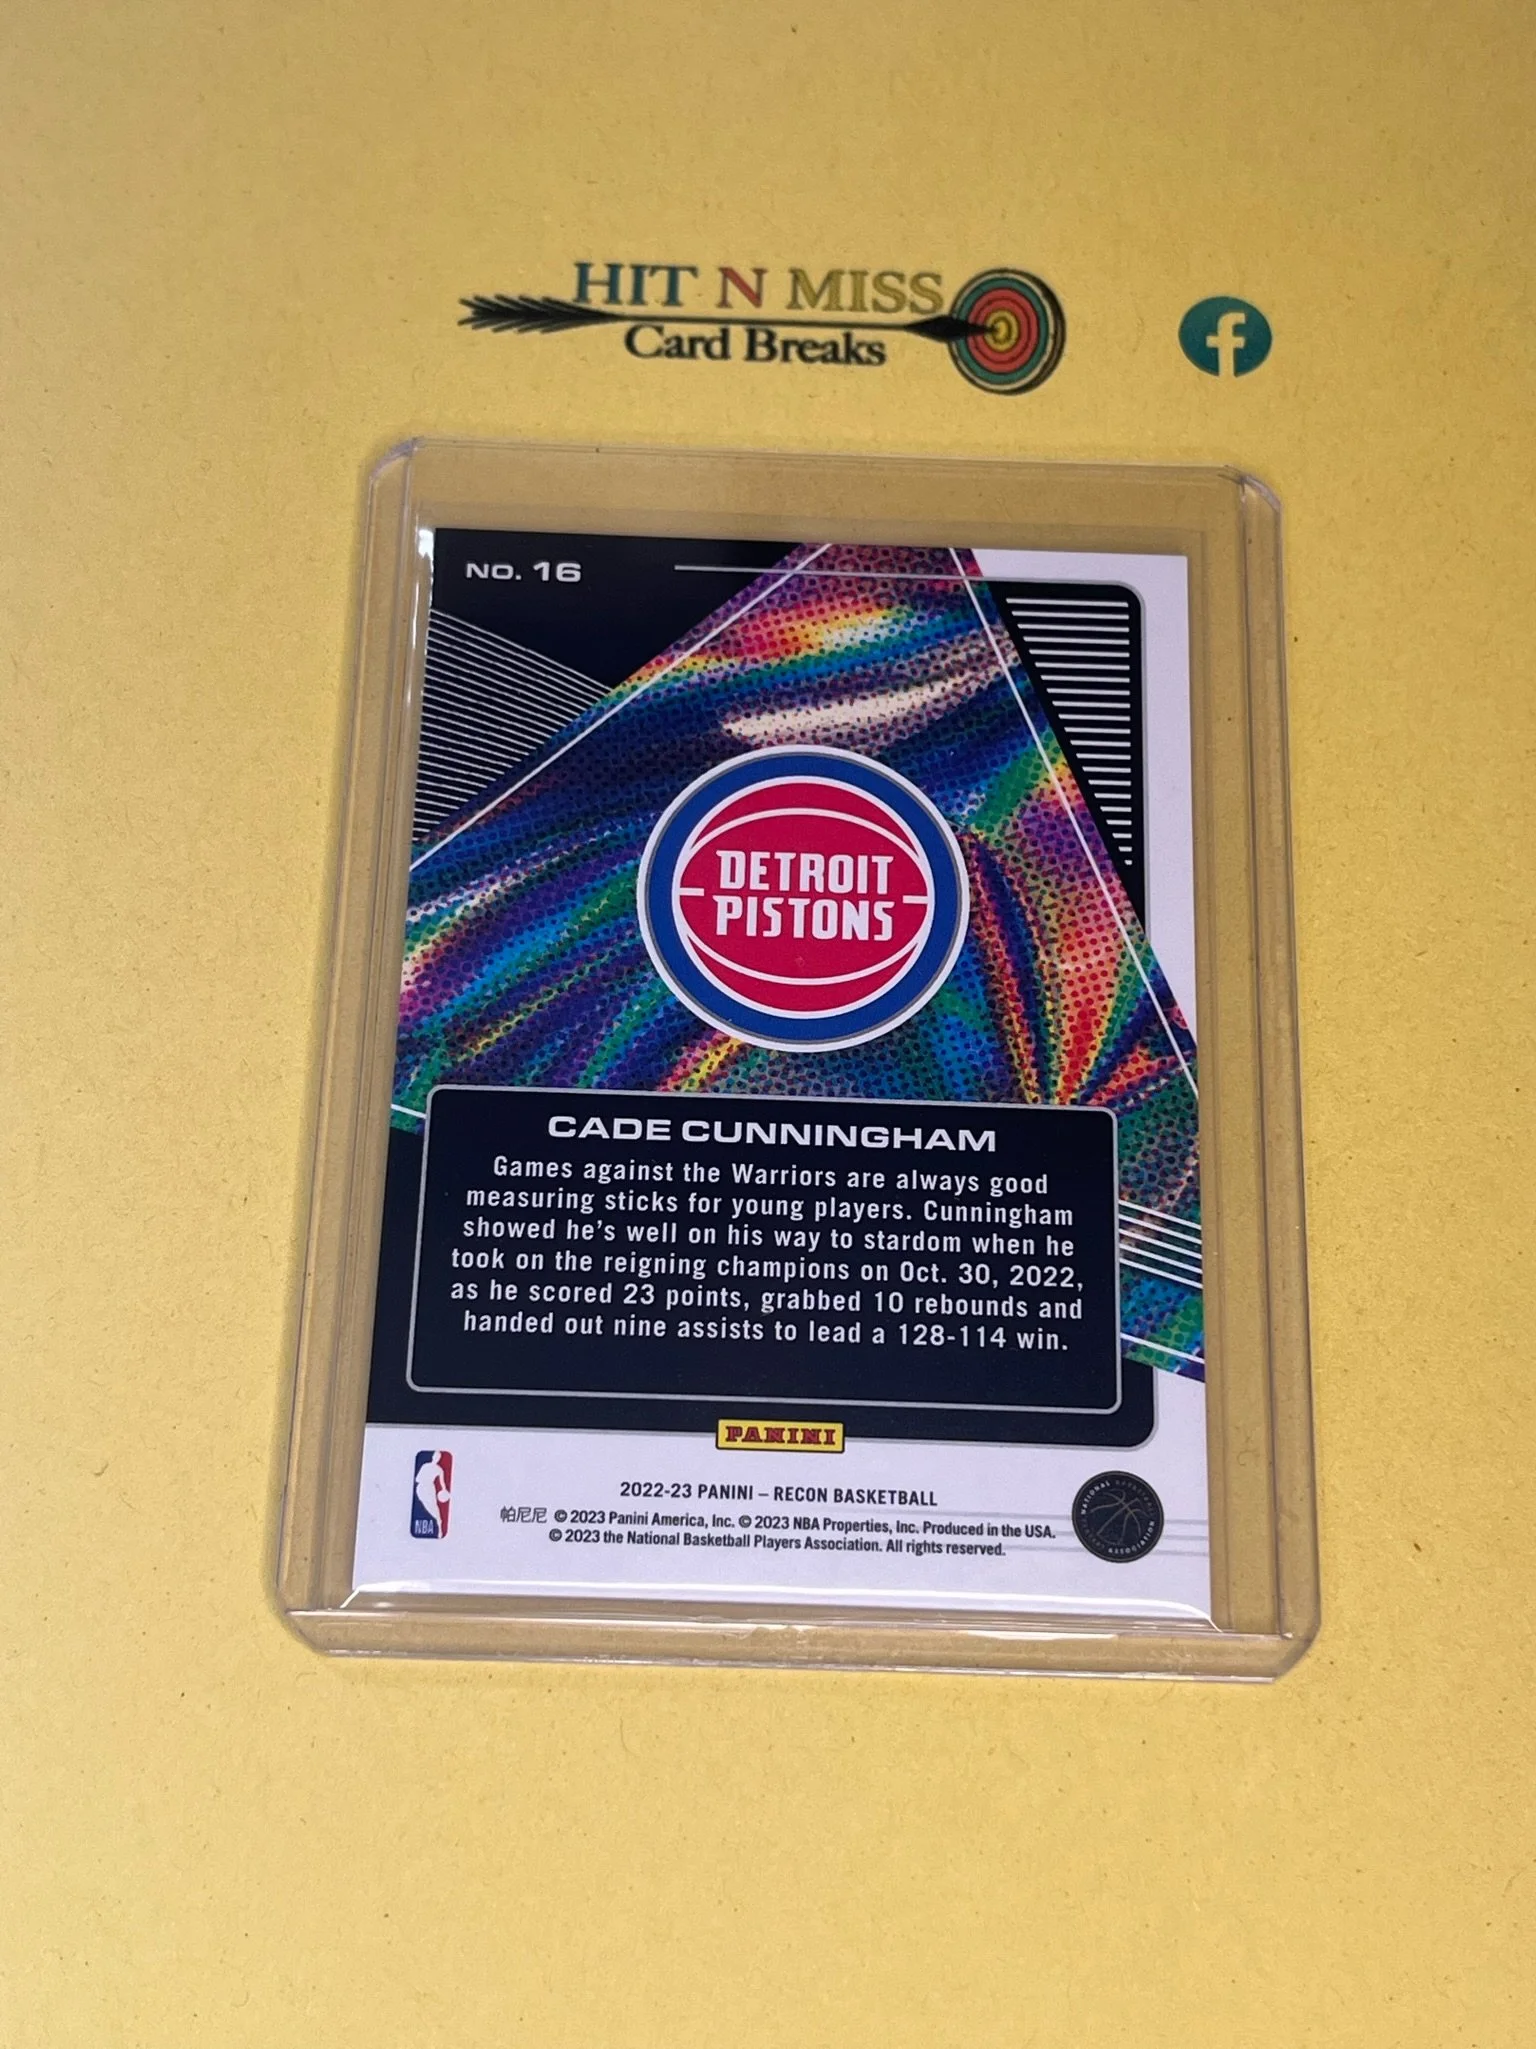 HIT N MISS
Card Breaks
f
NO. 16
DETROIT
PISTONS
CADE CUNNINGHAM
Games against the Warriors are always good
measuring sticks for young players. Cunningham
showed he's well on his way to stardom when he
took on the reigning champions on Oct. 30, 2022,
as he scored 23 points, grabbed 10 rebounds and
handed out nine assists to lead a 128-114 win.
PANINI
2022-23 PANINI – RECON BASKETBALL
帕尼尼 © 2023 Panini America, Inc. © 2023 NBA Properties, Inc. Produced in the USA.
© 2023 the National Basketball Players Association. All rights reserved.
NBA
NATIONAL BASKETBALL PLAYERS ASSOCIATION